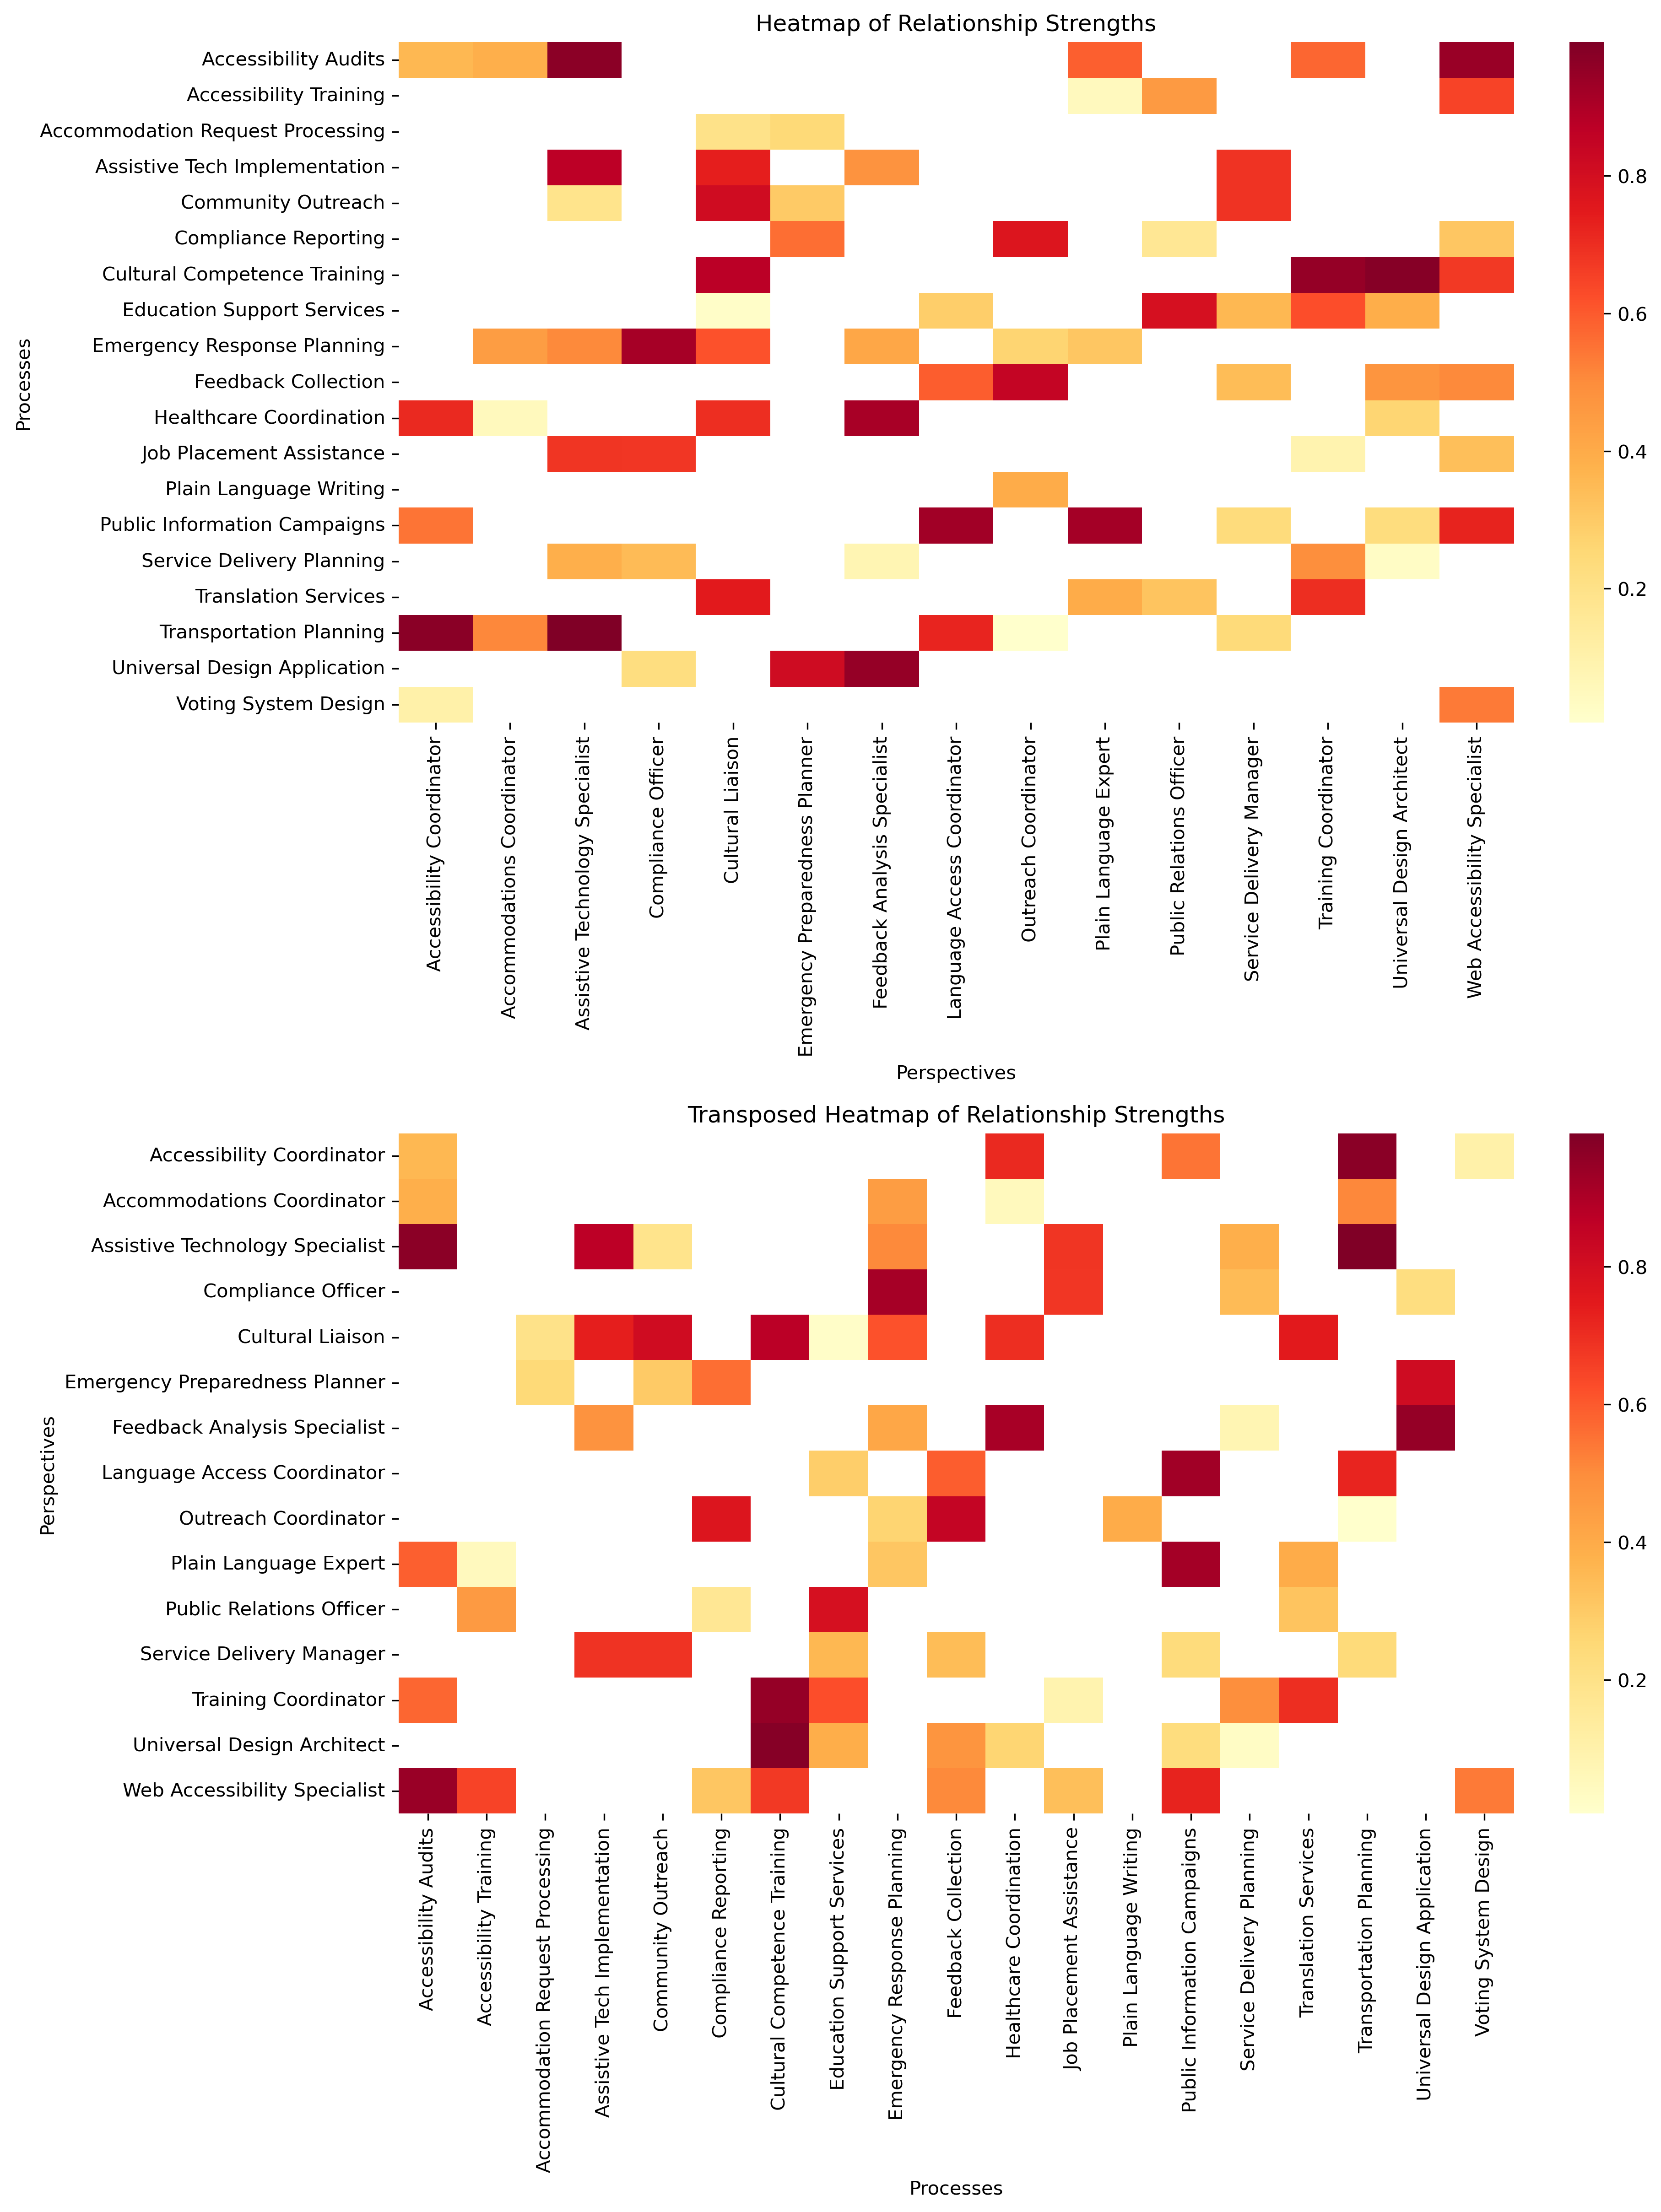 Heatmap of Relationship Strengths
Processes
Accessibility Audits
Accessibility Training
Accommodation Request Processing
Assistive Tech Implementation
Community Outreach
Compliance Reporting
Cultural Competence Training
Education Support Services
Emergency Response Planning
Feedback Collection
Healthcare Coordination
Job Placement Assistance
Plain Language Writing
Public Information Campaigns
Service Delivery Planning
Translation Services
Transportation Planning
Universal Design Application
Voting System Design
0.8
0.6
0.4
0.2
Accessibility Coordinator
Accommodations Coordinator
Assistive Technology Specialist
Compliance Officer
Cultural Liaison
Emergency Preparedness Planner
Feedback Analysis Specialist
Language Access Coordinator
Outreach Coordinator
Plain Language Expert
Public Relations Officer
Service Delivery Manager
Training Coordinator
Universal Design Architect
Web Accessibility Specialist
Perspectives
Transposed Heatmap of Relationship Strengths
Perspectives
Accessibility Coordinator
Accommodations Coordinator
Assistive Technology Specialist
Compliance Officer
Cultural Liaison
Emergency Preparedness Planner
Feedback Analysis Specialist
Language Access Coordinator
Outreach Coordinator
Plain Language Expert
Public Relations Officer
Service Delivery Manager
Training Coordinator
Universal Design Architect
Web Accessibility Specialist
0.8
0.6
0.4
0.2
Accessibility Audits
Accessibility Training
Accommodation Request Processing
Assistive Tech Implementation
Community Outreach
Compliance Reporting
Cultural Competence Training
Education Support Services
Emergency Response Planning
Feedback Collection
Healthcare Coordination
Job Placement Assistance
Plain Language Writing
Public Information Campaigns
Service Delivery Planning
Translation Services
Transportation Planning
Universal Design Application
Voting System Design
Processes